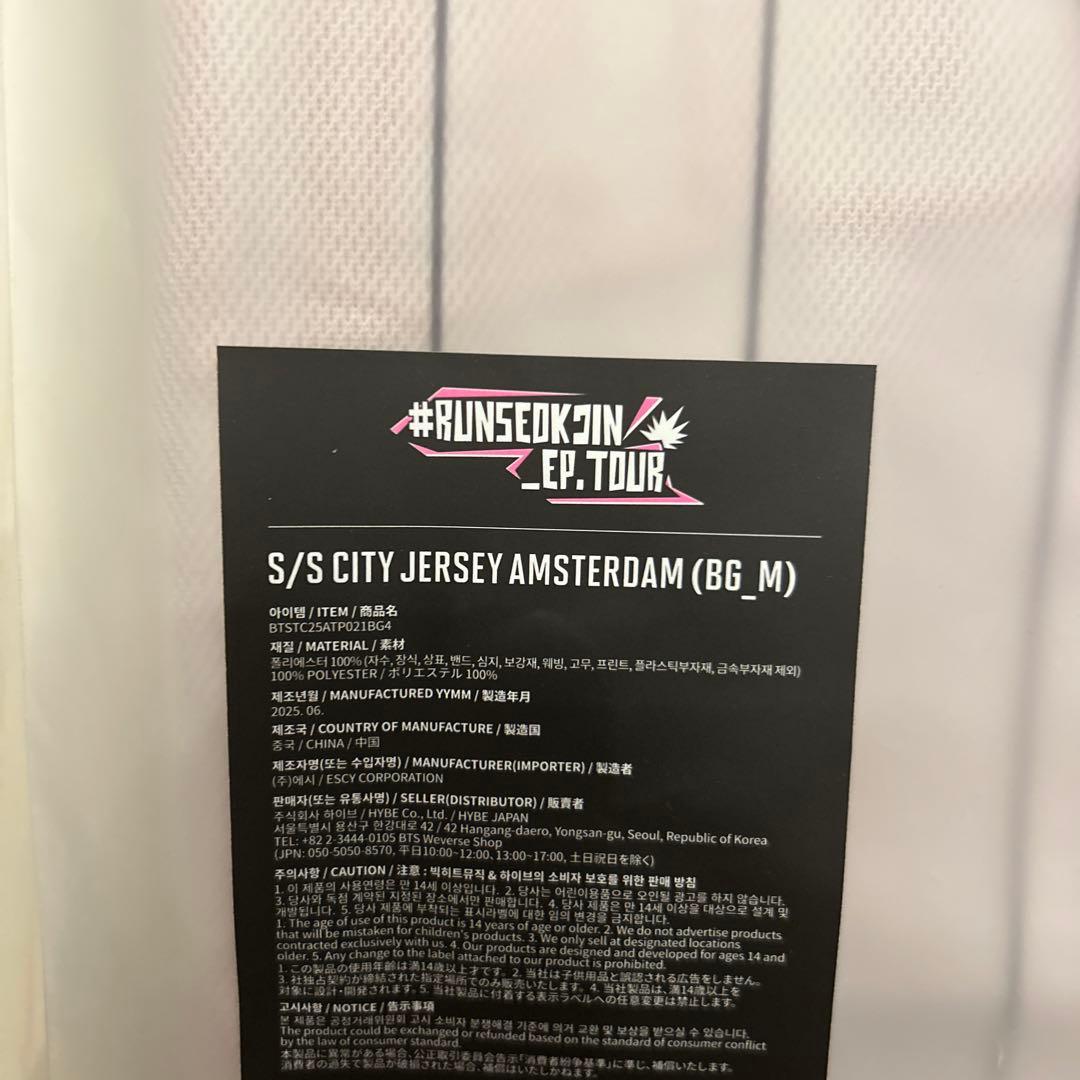 #RUNSEOKJIN
_EP.TOUR
S/S CITY JERSEY AMSTERDAM (BG_M)
아이템 / ITEM / 商品名
BTSTC25ATP021BG4
재질 / MATERIAL / 素材
폴리에스터 100% (자수, 장식, 상표, 밴드, 심지, 보강재, 웨빙, 고무, 프린트, 플라스틱부자재, 금속부자재 제외)
100% POLYESTER / ポリエステル 100%
제조년월 / MANUFACTURED YYMM / 製造年月
2025. 06.
제조국 / COUNTRY OF MANUFACTURE / 製造国
중국 / CHINA / 中国
제조자명(또는 수입자명) / MANUFACTURER(IMPORTER) / 製造者
(주)에시 / ESCY CORPORATION
판매자(또는 유통사명) / SELLER(DISTRIBUTOR) / 販売者
주식회사 하이브 / HYBE Co., Ltd. / HYBE JAPAN
서울특별시 용산구 한강대로 42 / 42 Hangang-daero, Yongsan-gu, Seoul, Republic of Korea
TEL: +82 2-3444-0105 BTS Weverse Shop
(JPN: 050-5050-8570, 平日10:00~12:00, 13:00~17:00, 土日祝日を除く)
주의사항 / CAUTION / 注意 : 빅히트뮤직 & 하이브의 소비자 보호를 위한 판매 방침
1. 이 제품의 사용연령은 만 14세 이상입니다. 2. 당사는 어린이용품으로 오인될 광고를 하지 않습니다.
3. 당사와 독점 계약된 지정된 장소에서만 판매합니다. 4. 당사 제품은 만 14세 이상을 대상으로 설계 및
개발됩니다. 5. 당사 제품에 부착되는 표시라벨에 대한 임의 변경을 금지합니다.
1. The age of use of this product is 14 years of age or older. 2. We do not advertise products
that will be mistaken for children's products. 3. We only sell at designated locations
contracted exclusively with us. 4. Our products are designed and developed for ages 14 and
older. 5. Any change to the label attached to our product is prohibited.
1. この製品の使用年齢は満14歳以上才です。 2. 当社は子供用品と誤認される広告をしません。
3. 社独占契約が締結された指定場所でのみ販売いたします。 4. 当社製品は、満14歳以上を
対象に設計·開発されます。 5. 当社製品に付着する表示ラベルへの任意変更は禁止します。
고시사항 / NOTICE / 告示事項
본 제품은 공정거래위원회 고시 소비자 분쟁해결 기준에 의거 교환 및 보상을 받으실 수 있습니다.
The product could be exchanged or refunded based on the standard of consumer conflict
by the law of consumer standard.
本製品に異常がある場合、公正取引委員会告示「消費者紛争基準」に準じ、補償いたします。
消費者の過失で製品が破損された場合、補償はいたしかねます。